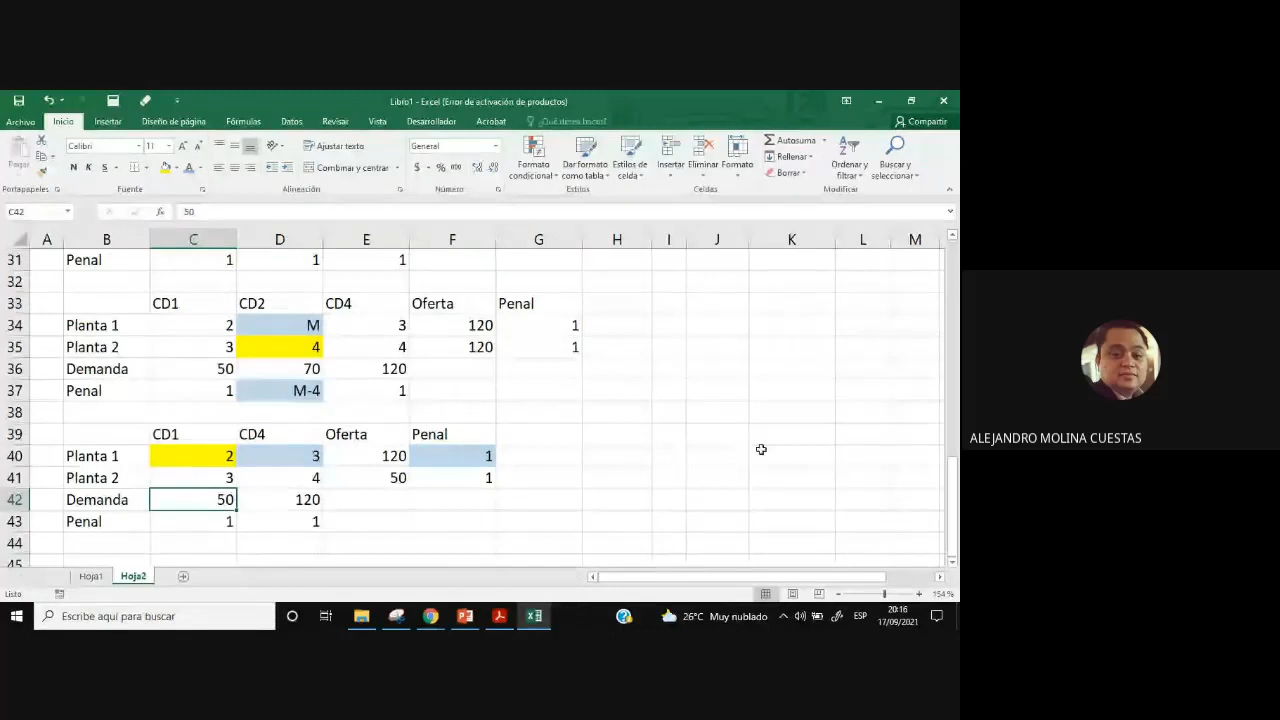 Libro1 - Excel (Error de activación de productos)
Archivo Inicio Insertar Diseño de página Fórmulas Datos Revisar Vista Desarrollador Acrobat ¿Qué desea hacer? Compartir
Calibri 11 Ajustar texto General Autosuma
Pegar Combinar y centrar Formato condicional Dar formato como tabla Estilos de celda Insertar Eliminar Formato Rellenar Ordenar y filtrar Buscar y seleccionar
N K S $ % 000 Borrar
Portapapeles Fuente Alineación Número Estilos Celdas Modificar
C42 fx 50
A B C D E F G H I J K L M
31 Penal 1 1 1
32
33 CD1 CD2 CD4 Oferta Penal
34 Planta 1 2 M 3 120 1
35 Planta 2 3 4 4 120 1
36 Demanda 50 70 120
37 Penal 1 M-4 1
38
39 CD1 CD4 Oferta Penal
40 Planta 1 2 3 120 1
41 Planta 2 3 4 50 1
42 Demanda 50 120
43 Penal 1 1
44
45
Hoja1 Hoja2
Listo 154 %
Escribe aquí para buscar 26°C Muy nublado ESP 20:16
17/09/2021
ALEJANDRO MOLINA CUESTAS